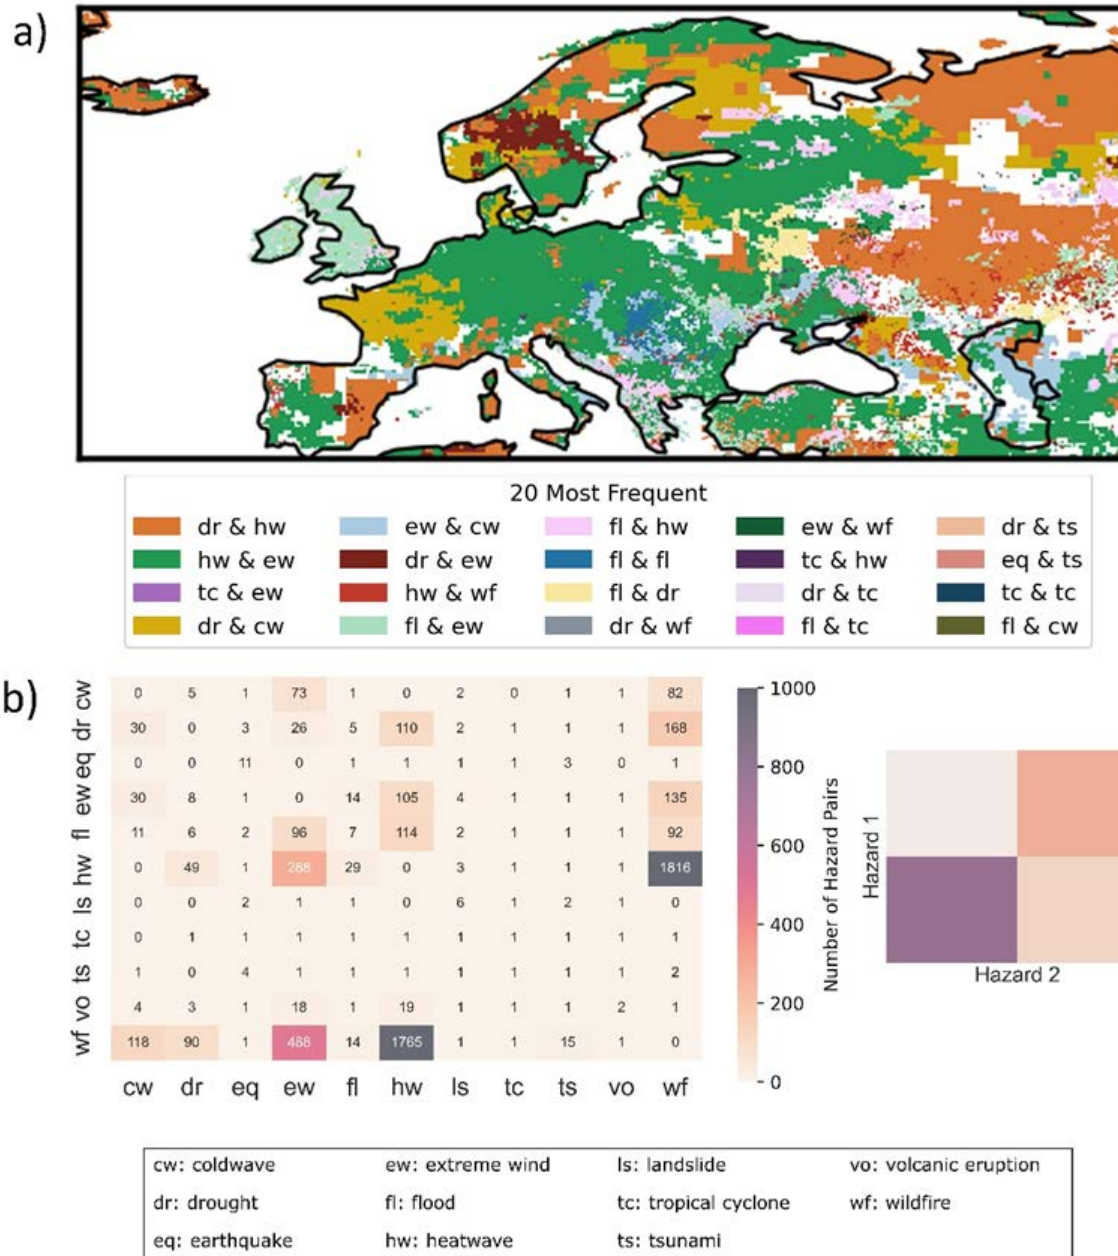 a)
20 Most Frequent
dr & hw ew & cw fl & hw ew & wf dr & ts
hw & ew dr & ew fl & fl tc & hw eq & ts
tc & ew hw & wf fl & dr dr & tc tc & tc
dr & cw fl & ew dr & wf fl & tc fl & cw
b)
cw 0 5 1 73 1 0 2 0 1 1 82
dr 30 0 3 26 5 110 2 1 1 1 168
eq 0 0 11 0 1 1 1 1 3 0 1
ew 30 8 1 0 14 105 4 1 1 1 135
fl 11 6 2 96 7 114 2 1 1 1 92
hw 0 49 1 288 29 0 3 1 1 1 1816
ls 0 0 2 1 1 0 6 1 2 1 0
tc 0 1 1 1 1 1 1 1 1 1 1
ts 1 0 4 1 1 1 1 1 1 1 2
vo 4 3 1 18 1 19 1 1 1 2 1
wf 118 90 1 488 14 1765 1 1 15 1 0
cw dr eq ew fl hw ls tc ts vo wf
1000
800
600
400
200
0
Number of Hazard Pairs
Hazard 1
Hazard 2
cw: coldwave ew: extreme wind ls: landslide vo: volcanic eruption
dr: drought fl: flood tc: tropical cyclone wf: wildfire
eq: earthquake hw: heatwave ts: tsunami